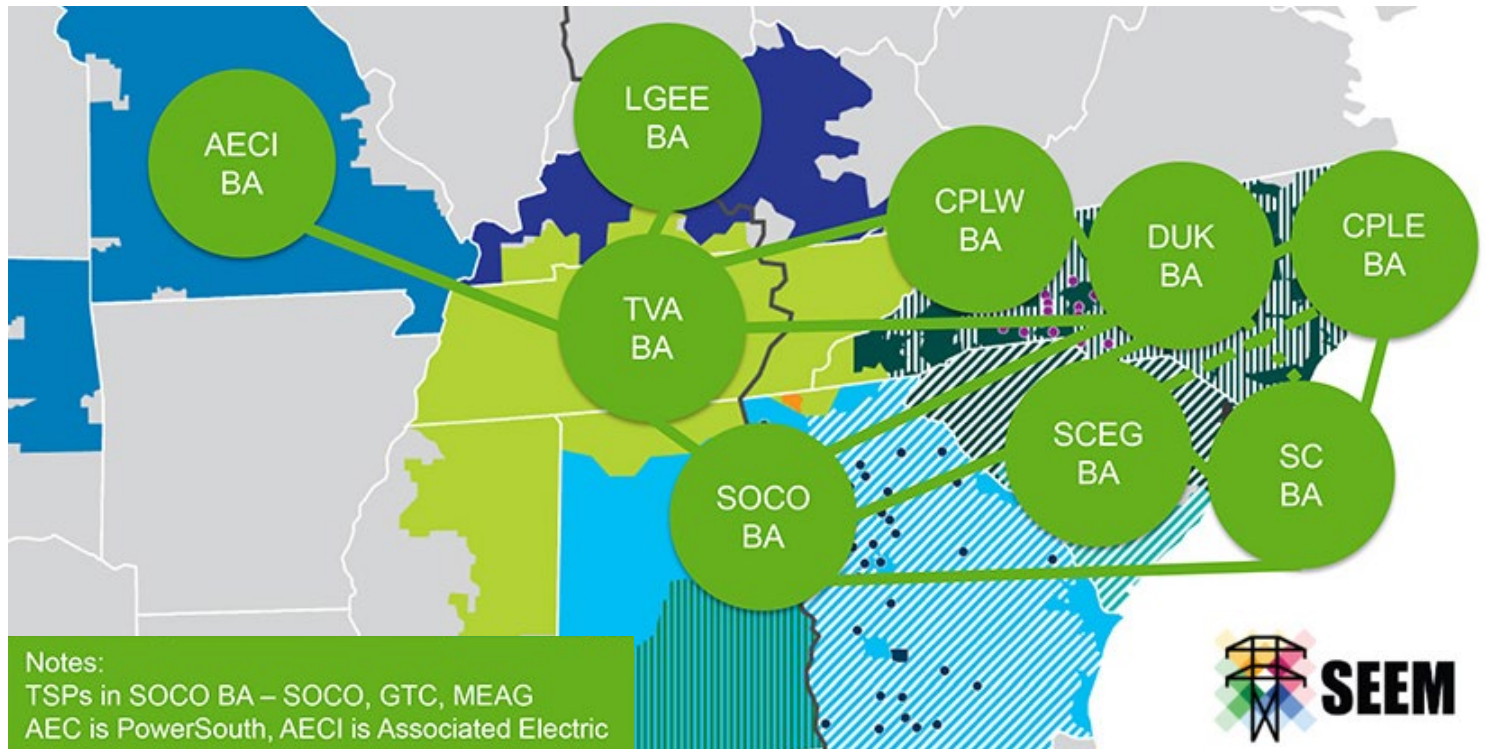 LGEE
BA
AECI
BA
CPLW
BA
DUK
BA
CPLE
BA
TVA
BA
SCEG
BA
SC
BA
SOCO
BA
Notes:
TSPs in SOCO BA – SOCO, GTC, MEAG
AEC is PowerSouth, AECI is Associated Electric
SEEM